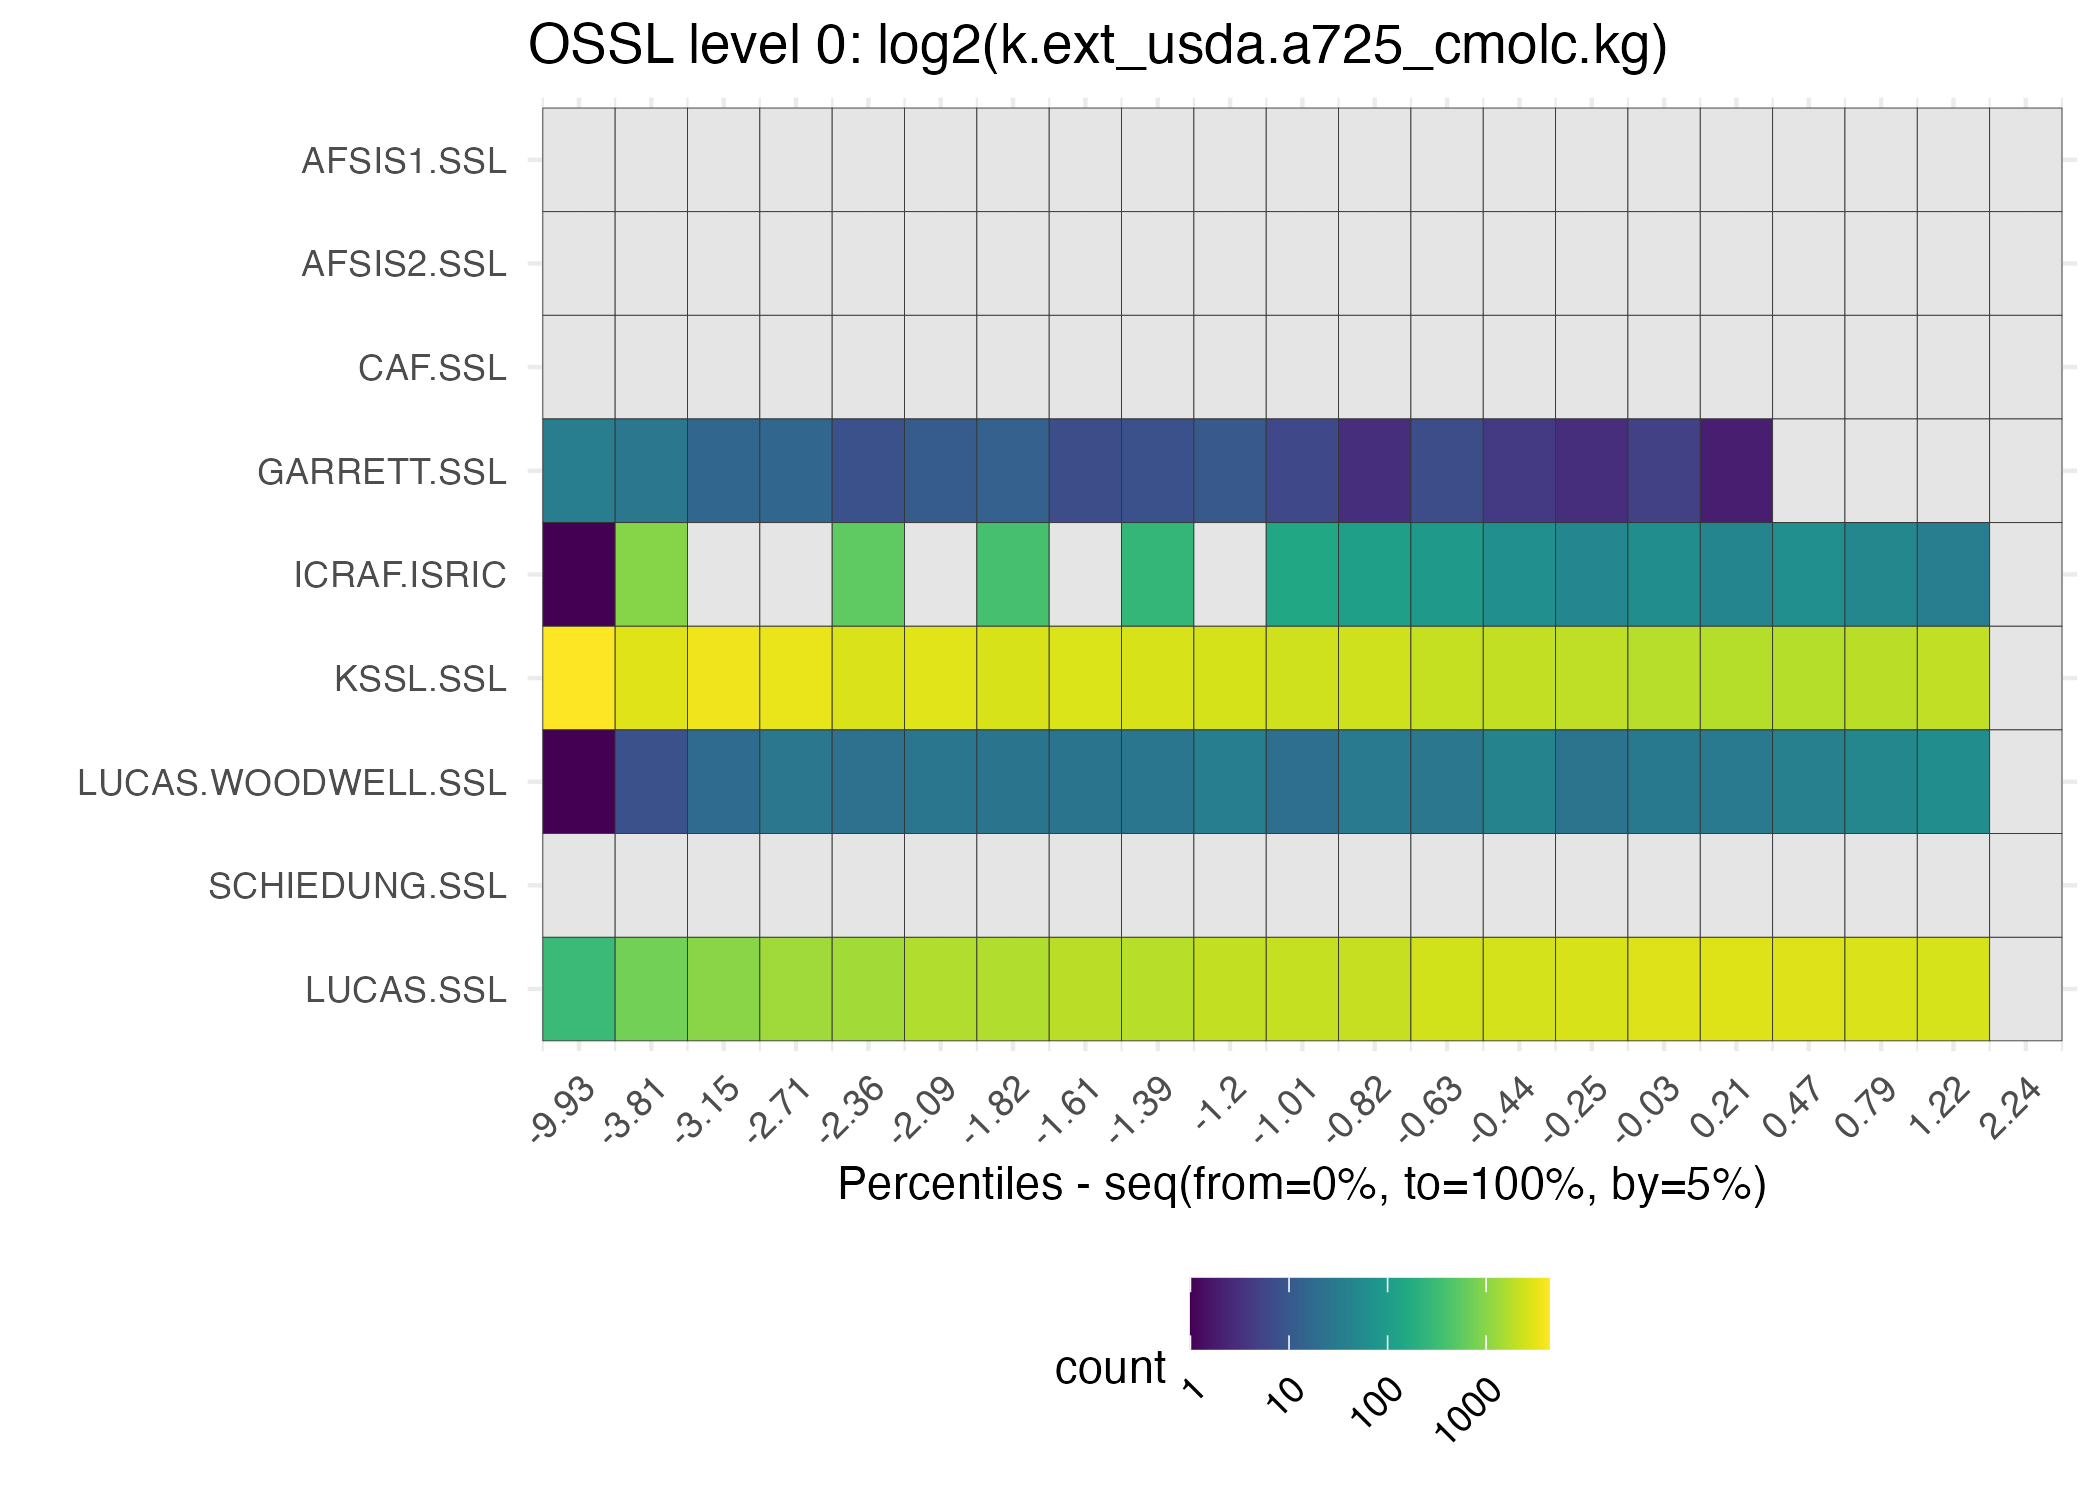 OSSL level 0: log2(k.ext_usda.a725_cmolc.kg)
AFSIS1.SSL
AFSIS2.SSL
CAF.SSL
GARRETT.SSL
ICRAF.ISRIC
KSSL.SSL
LUCAS.WOODWELL.SSL
SCHIEDUNG.SSL
LUCAS.SSL
-9.93 -3.81 -3.15 -2.71 -2.36 -2.09 -1.82 -1.61 -1.39 -1.2 -1.01 -0.82 -0.63 -0.44 -0.25 -0.03 0.21 0.47 0.79 1.22 2.24
Percentiles - seq(from=0%, to=100%, by=5%)
count
1 10 100 1000